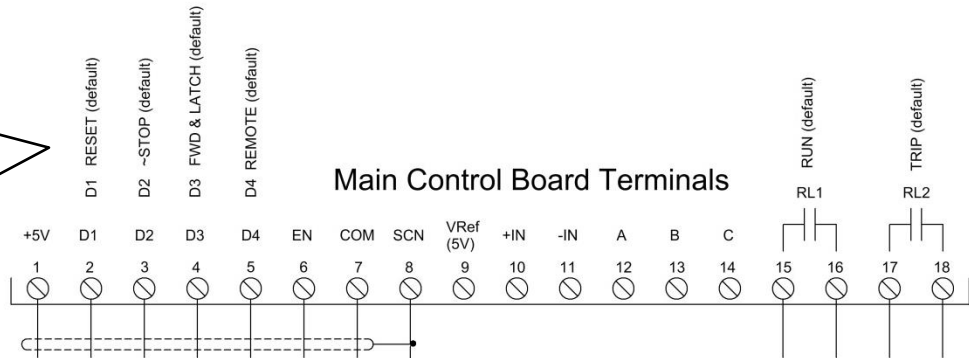 D1 RESET (default)
D2 ~STOP (default)
D3 FWD & LATCH (default)
D4 REMOTE (default)
RUN (default)
TRIP (default)
Main Control Board Terminals
RL1
RL2
+5V D1 D2 D3 D4 EN COM SCN VRef (5V) +IN -IN A B C
1 2 3 4 5 6 7 8 9 10 11 12 13 14 15 16 17 18